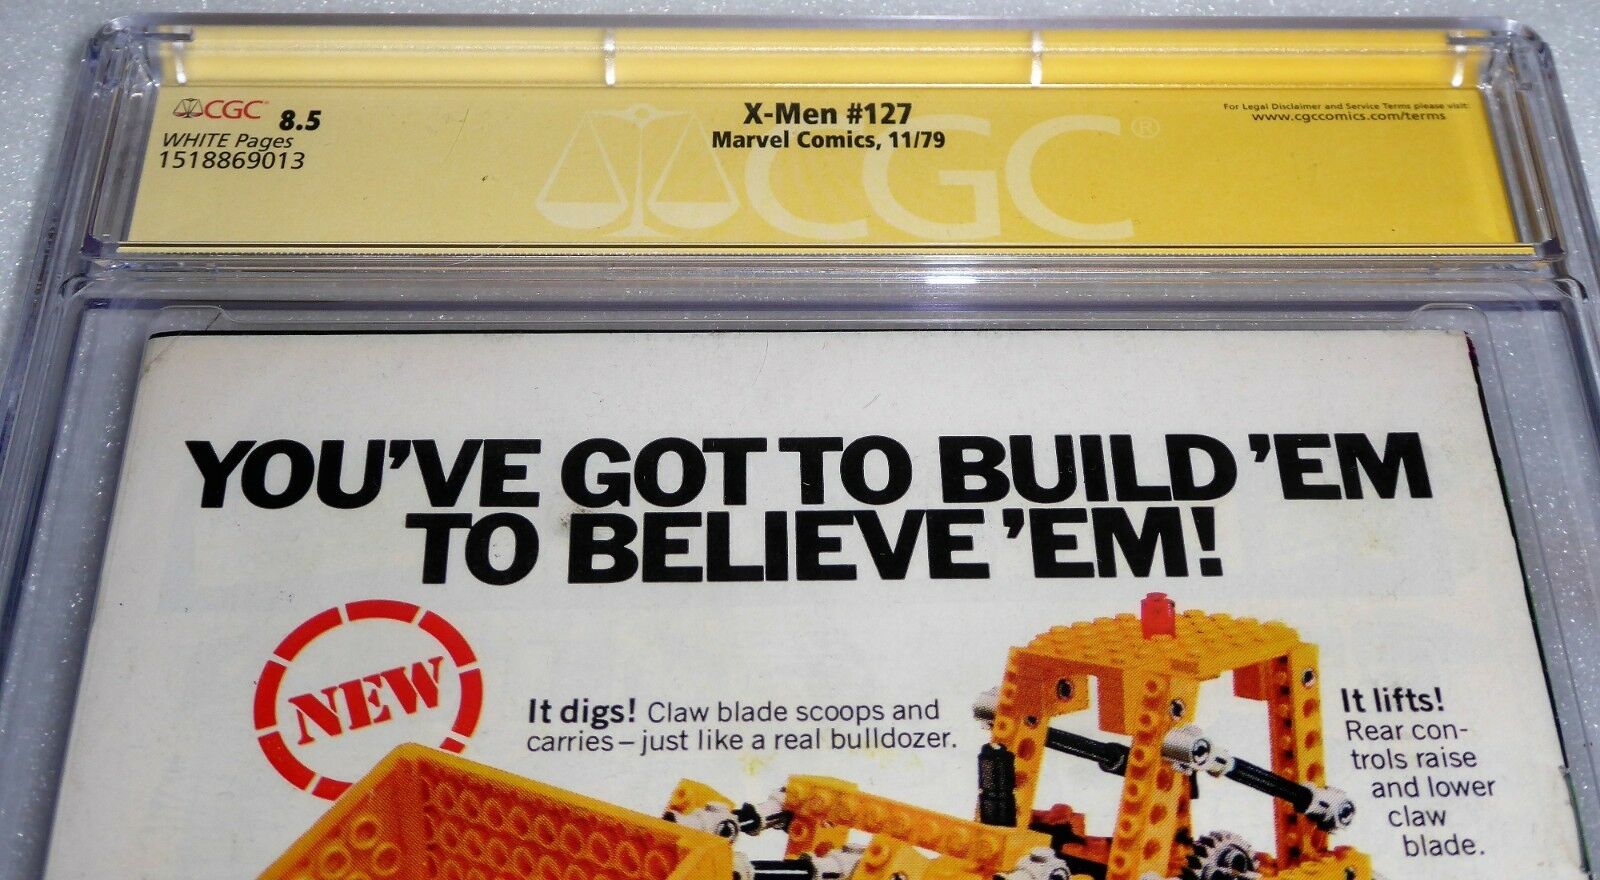 CGC 8.5
WHITE Pages
1518869013
X-Men #127
Marvel Comics, 11/79
For Legal Disclaimer and Service Terms please visit:
www.cgccomics.com/terms
CGC®
YOU'VE GOT TO BUILD 'EM
TO BELIEVE 'EM!
NEW
It digs! Claw blade scoops and
carries – just like a real bulldozer.
It lifts!
Rear con-
trols raise
and lower
claw
blade.